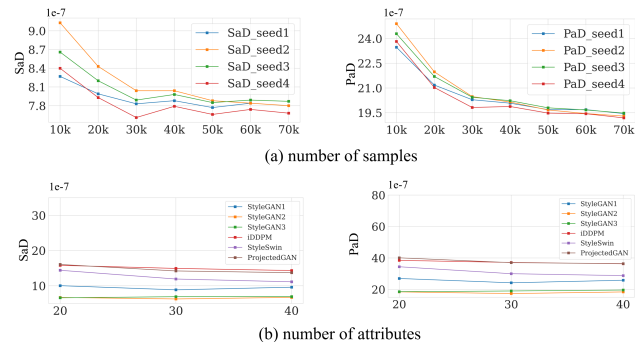 1e-7
SaD
9.0
8.7
8.4
8.1
7.8
SaD_seed1
SaD_seed2
SaD_seed3
SaD_seed4
10k 20k 30k 40k 50k 60k 70k
1e-7
PaD
24.0
22.5
21.0
19.5
PaD_seed1
PaD_seed2
PaD_seed3
PaD_seed4
10k 20k 30k 40k 50k 60k 70k
(a) number of samples
1e-7
SaD
30
20
10
StyleGAN1
StyleGAN2
StyleGAN3
iDDPM
StyleSwin
ProjectedGAN
20 30 40
1e-7
PaD
80
60
40
20
StyleGAN1
StyleGAN2
StyleGAN3
iDDPM
StyleSwin
ProjectedGAN
20 30 40
(b) number of attributes